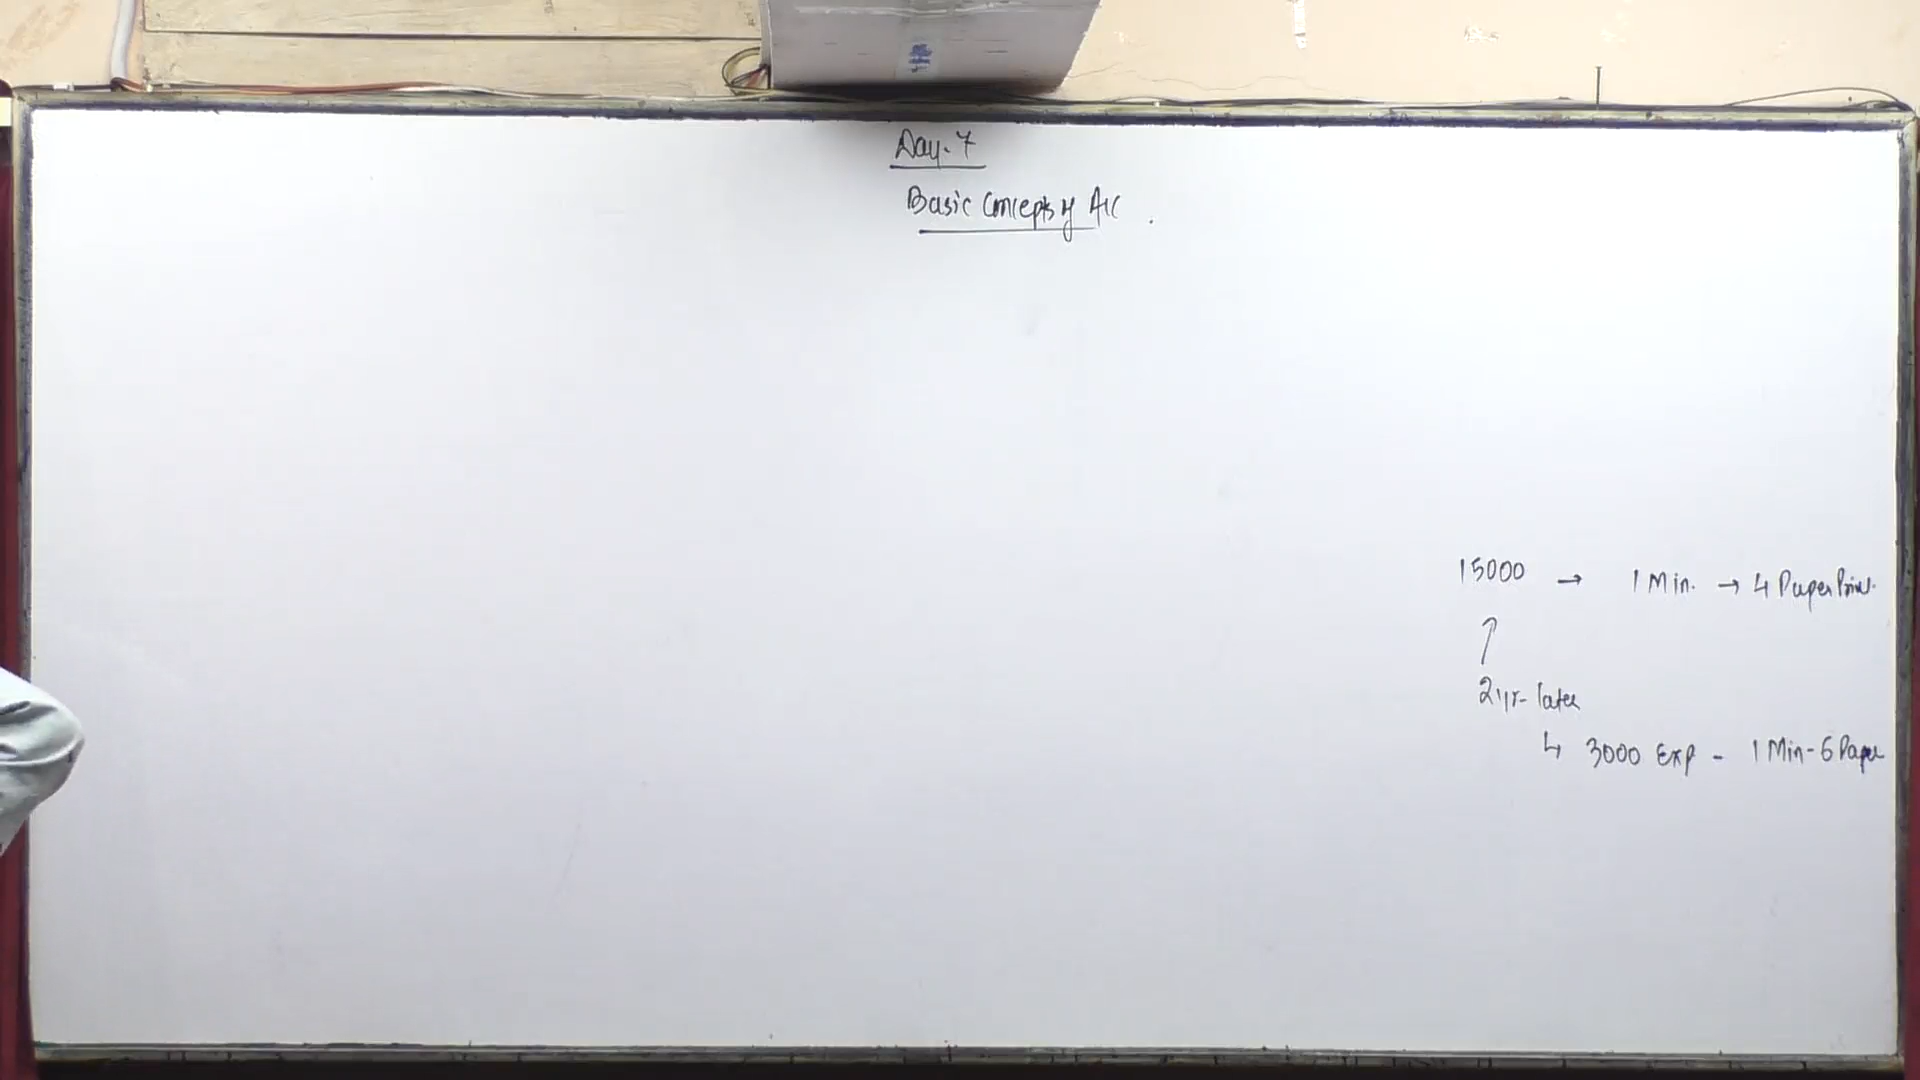 Day. 7
Basic Concepts of A/C .
15000 → 1 Min. → 4 Paper Print.
↑
2 yr- later
↳ 3000 Exp - 1 Min - 6 Paper